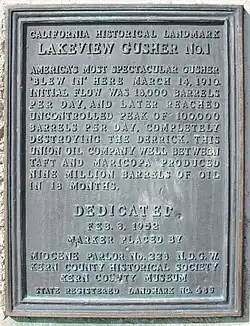 CALIFORNIA HISTORICAL LANDMARK
LAKEVIEW GUSHER NO.1
AMERICA'S MOST SPECTACULAR GUSHER
BLEW IN HERE MARCH 15, 1910.
INITIAL FLOW WAS 18,000 BARRELS
PER DAY, AND LATER REACHED
UNCONTROLLED PEAK OF 100,000
BARRELS PER DAY, COMPLETELY
DESTROYING THE DERRICK. THIS
UNION OIL COMPANY WELL BETWEEN
TAFT AND MARICOPA PRODUCED
NINE MILLION BARRELS OF OIL
IN 18 MONTHS.
DEDICATED
FEB. 3, 1952
MARKER PLACED BY
MIOCENE PARLOR NO. 228 N.D.G.W.
KERN COUNTY HISTORICAL SOCIETY
KERN COUNTY MUSEUM
STATE REGISTERED LANDMARK NO. 485